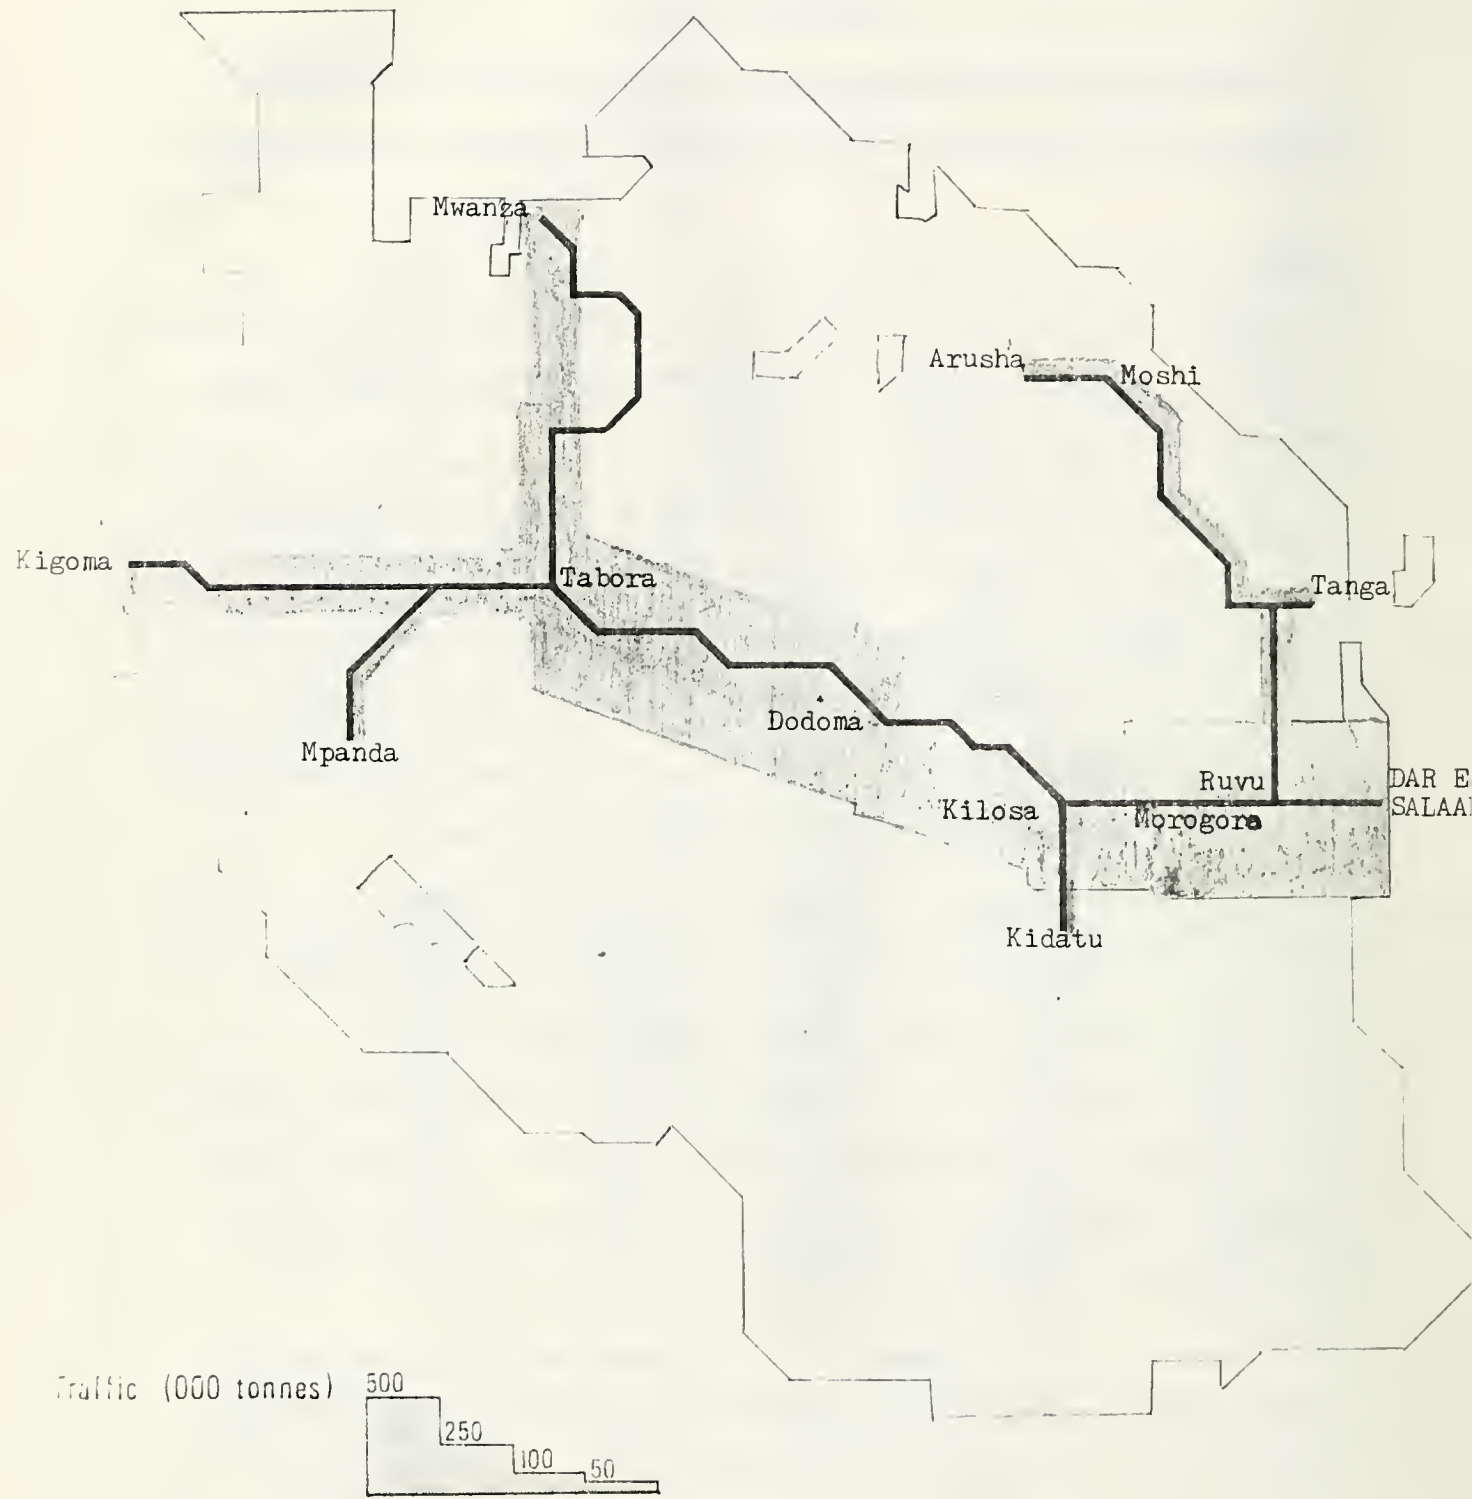 Mwanza
Arusha
Moshi
Kigoma
Tabora
Tanga
Dodoma
Mpanda
Ruvu
DAR E
SALAA
Kilosa
Morogoro
Kidatu
Traffic (000 tonnes)
500
250
100
50